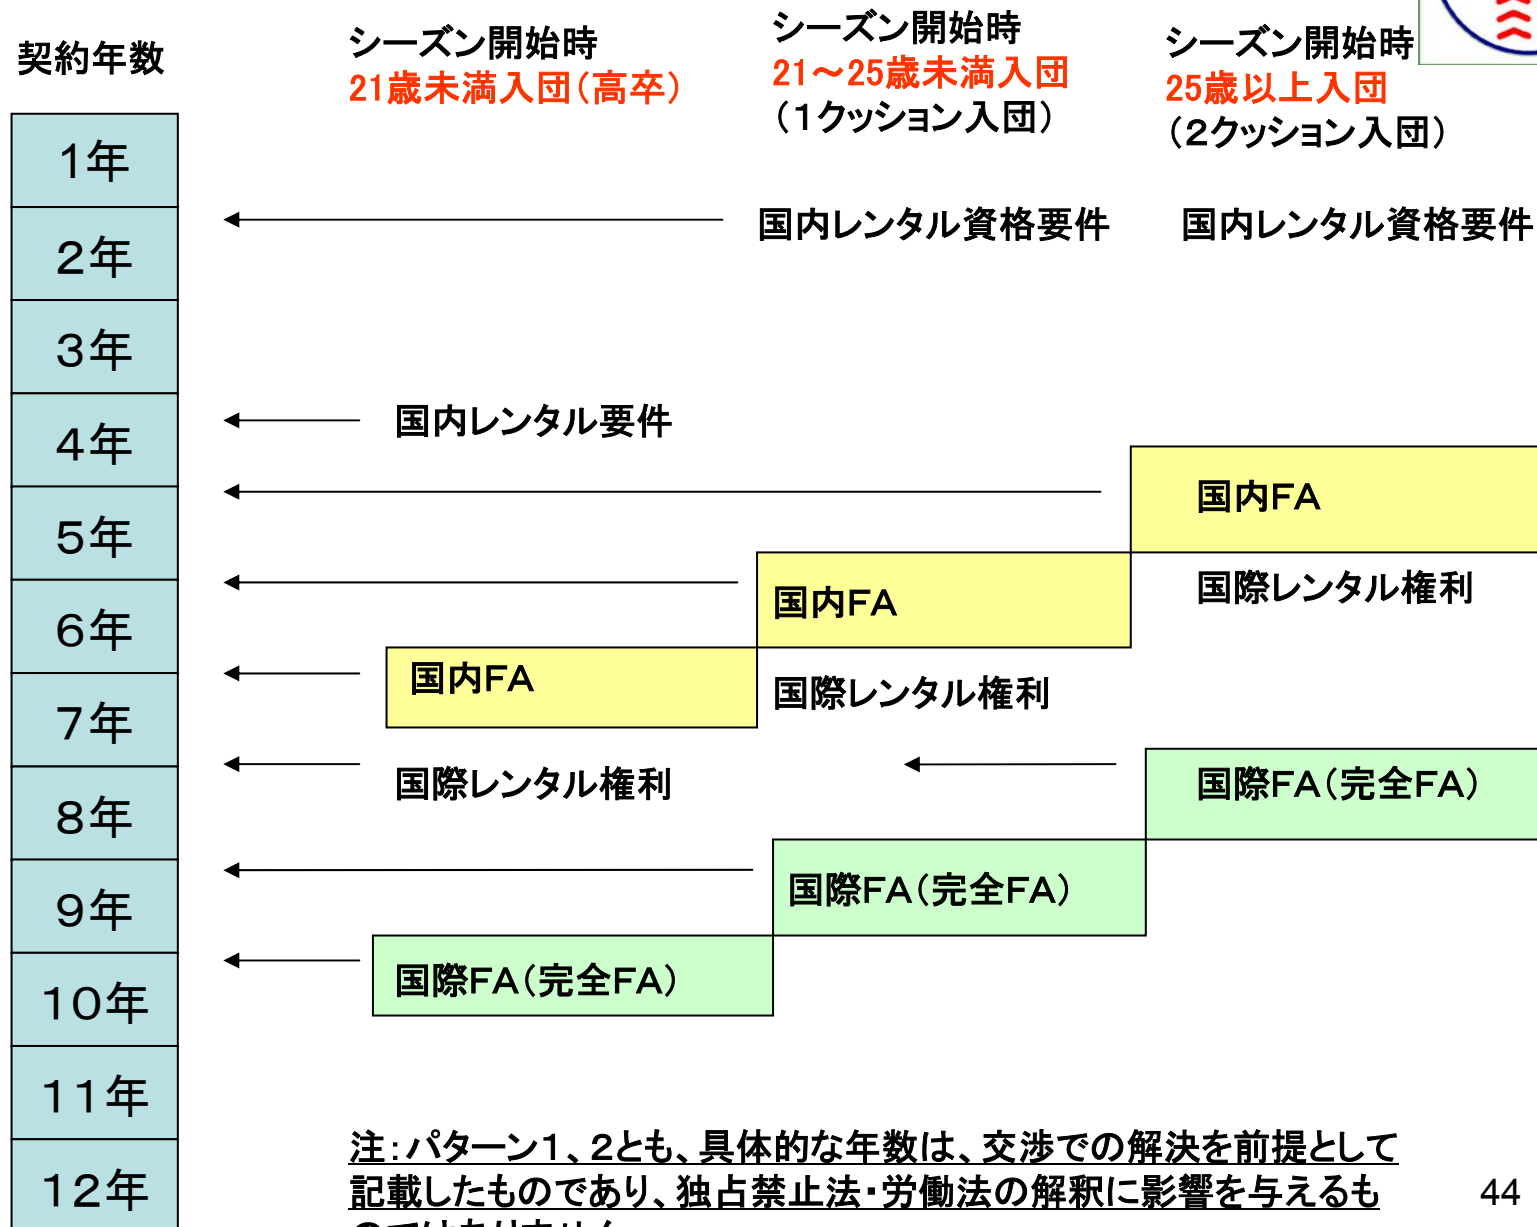 契約年数
シーズン開始時
21歳未満入団（高卒）
シーズン開始時
21～25歳未満入団
（１クッション入団）
シーズン開始時
25歳以上入団
（２クッション入団）
1年
2年
3年
4年
5年
6年
7年
8年
9年
10年
11年
12年
国内レンタル資格要件
国内レンタル資格要件
国内レンタル要件
国内FA
国内FA
国際レンタル権利
国内FA
国際レンタル権利
国際レンタル権利
国際FA（完全FA）
国際FA（完全FA）
国際FA（完全FA）
注：パターン１、２とも、具体的な年数は、交渉での解決を前提として
記載したものであり、独占禁止法・労働法の解釈に影響を与えるも
のではありません
44